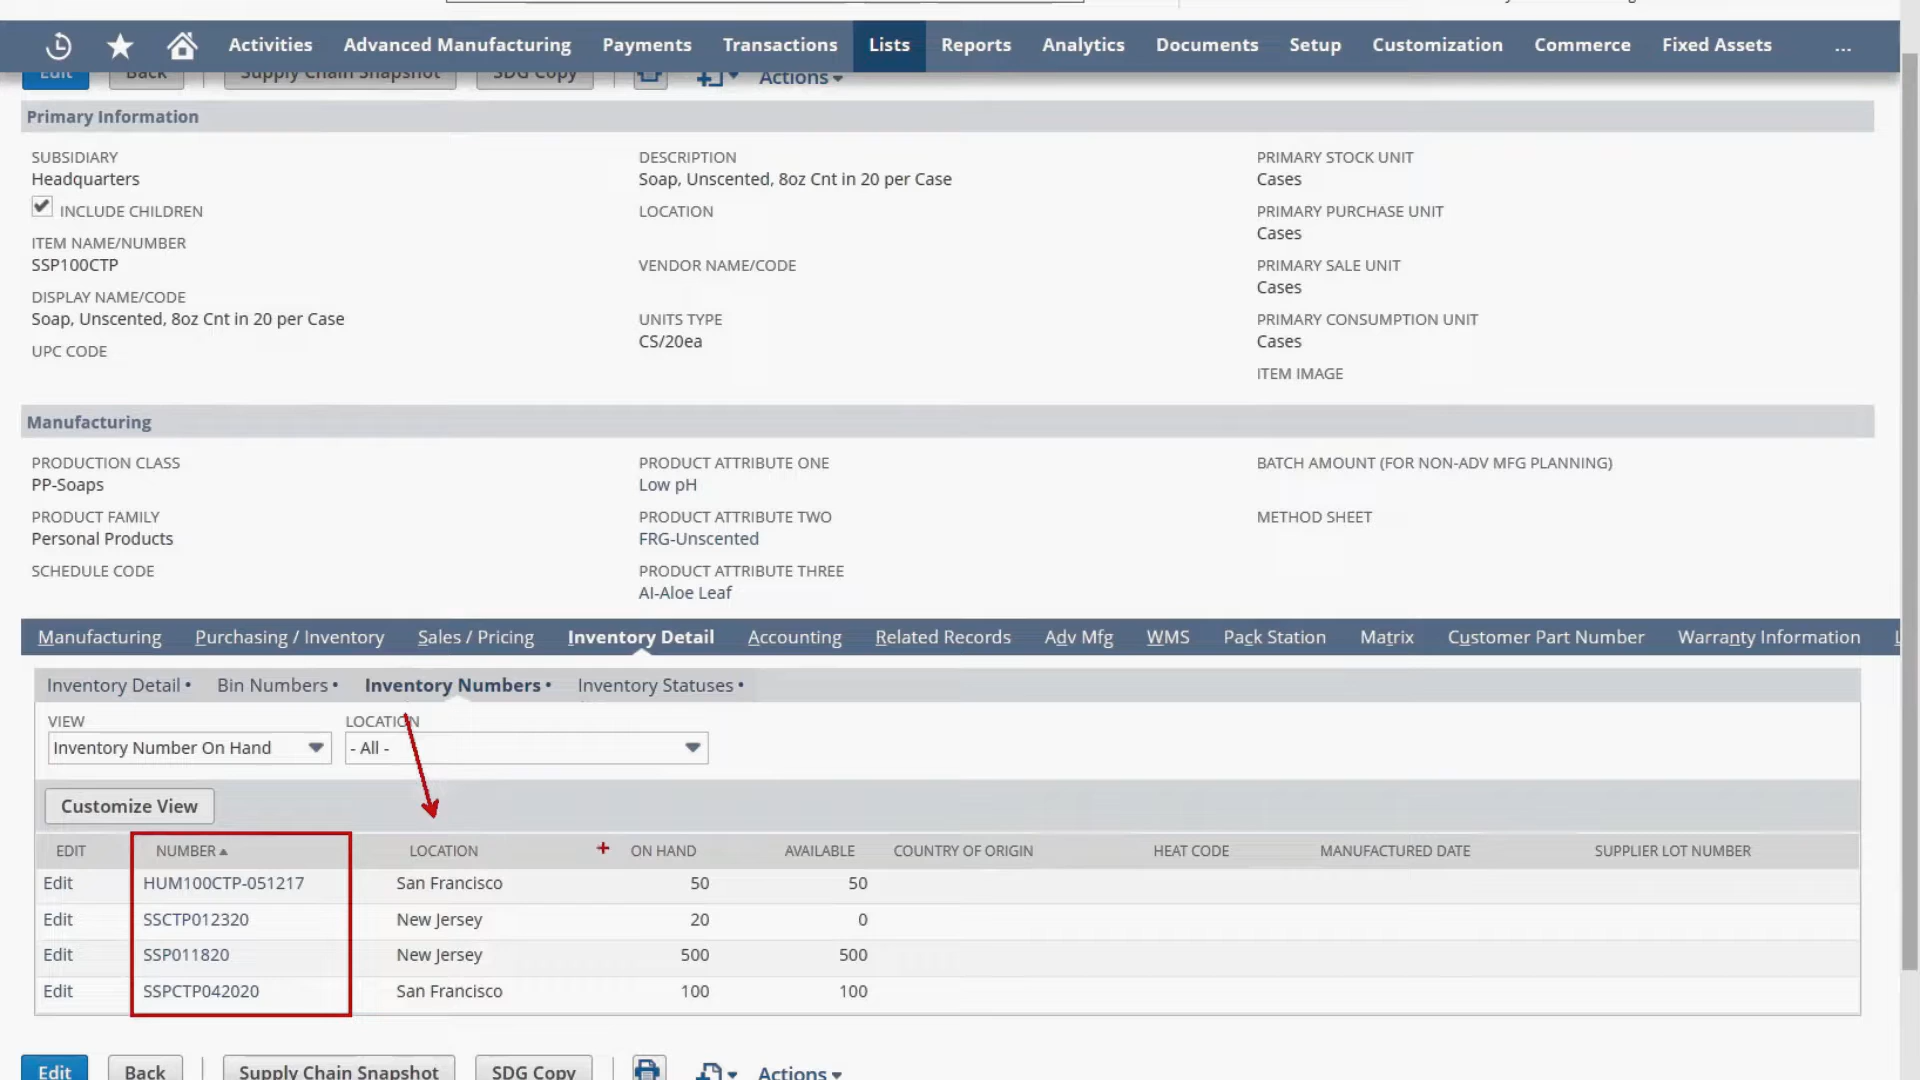 Activities Advanced Manufacturing Payments Transactions Lists Reports Analytics Documents Setup Customization Commerce Fixed Assets ...
Edit Back Supply Chain Snapshot SDG Copy Actions
Primary Information
SUBSIDIARY
Headquarters
INCLUDE CHILDREN
ITEM NAME/NUMBER
SSP100CTP
DISPLAY NAME/CODE
Soap, Unscented, 8oz Cnt in 20 per Case
UPC CODE
DESCRIPTION
Soap, Unscented, 8oz Cnt in 20 per Case
LOCATION
VENDOR NAME/CODE
UNITS TYPE
CS/20ea
PRIMARY STOCK UNIT
Cases
PRIMARY PURCHASE UNIT
Cases
PRIMARY SALE UNIT
Cases
PRIMARY CONSUMPTION UNIT
Cases
ITEM IMAGE
Manufacturing
PRODUCTION CLASS
PP-Soaps
PRODUCT FAMILY
Personal Products
SCHEDULE CODE
PRODUCT ATTRIBUTE ONE
Low pH
PRODUCT ATTRIBUTE TWO
FRG-Unscented
PRODUCT ATTRIBUTE THREE
AI-Aloe Leaf
BATCH AMOUNT (FOR NON-ADV MFG PLANNING)
METHOD SHEET
Manufacturing Purchasing / Inventory Sales / Pricing Inventory Detail Accounting Related Records Adv Mfg WMS Pack Station Matrix Customer Part Number Warranty Information
Inventory Detail • Bin Numbers • Inventory Numbers • Inventory Statuses •
VIEW LOCATION
Inventory Number On Hand - All -
Customize View
EDIT NUMBER LOCATION ON HAND AVAILABLE COUNTRY OF ORIGIN HEAT CODE MANUFACTURED DATE SUPPLIER LOT NUMBER
Edit HUM100CTP-051217 San Francisco 50 50
Edit SSCTP012320 New Jersey 20 0
Edit SSP011820 New Jersey 500 500
Edit SSPCTP042020 San Francisco 100 100
Edit Back Supply Chain Snapshot SDG Copy Actions